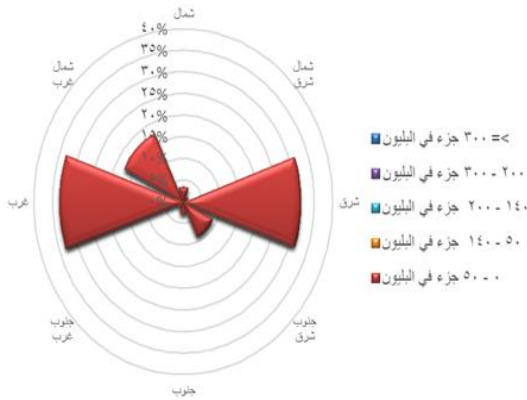 شمال
٤٠%
٣٥%
٣٠%
٢٥%
٢٠%
١٥%
شمال
غرب
شمال
شرق
غرب
شرق
جنوب
غرب
جنوب
شرق
جنوب
>= ٣٠٠ جزء في البليون
٢٠٠ - ٣٠٠ جزء في البليون
١٤٠ - ٢٠٠ جزء في البليون
٥٠ - ١٤٠ جزء في البليون
٠ - ٥٠ جزء في البليون